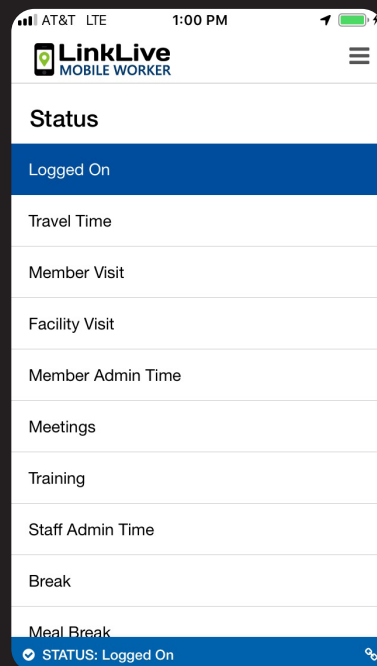 AT&T LTE 1:00 PM
LinkLive
MOBILE WORKER
Status
Logged On
Travel Time
Member Visit
Facility Visit
Member Admin Time
Meetings
Training
Staff Admin Time
Break
Meal Break
STATUS: Logged On